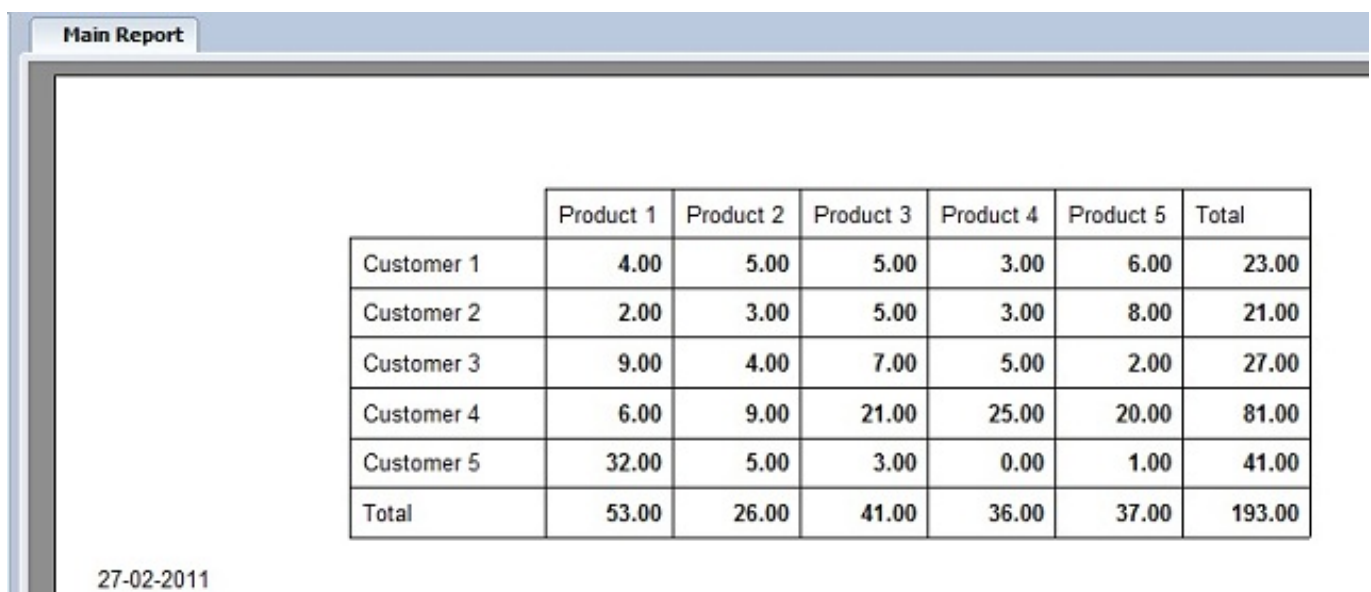 Main Report
Product 1 Product 2 Product 3 Product 4 Product 5 Total
Customer 1 4.00 5.00 5.00 3.00 6.00 23.00
Customer 2 2.00 3.00 5.00 3.00 8.00 21.00
Customer 3 9.00 4.00 7.00 5.00 2.00 27.00
Customer 4 6.00 9.00 21.00 25.00 20.00 81.00
Customer 5 32.00 5.00 3.00 0.00 1.00 41.00
Total 53.00 26.00 41.00 36.00 37.00 193.00
27-02-2011